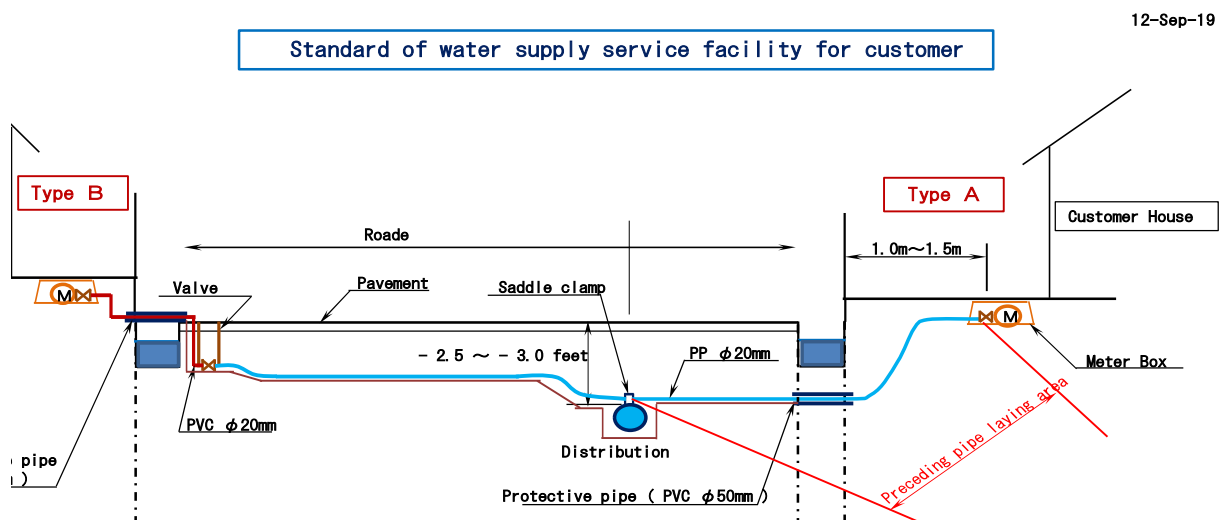 12-Sep-19
Standard of water supply service facility for customer
Type B
Type A
Customer House
Roade
1.0m～1.5m
M
Valve
Pavement
Saddle clamp
M
- 2.5 ～ - 3.0 feet
PP φ20mm
Meter Box
PVC φ20mm
Preceding pipe laying area
Distribution
pipe
)
Protective pipe ( PVC φ50mm )